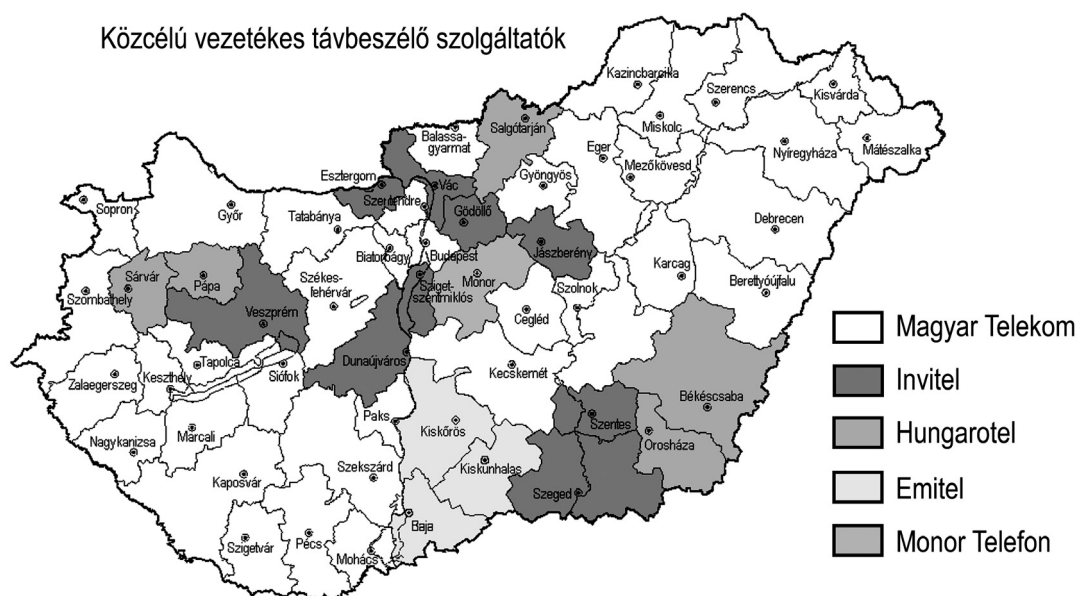 Közcélú vezetékes távbeszélő szolgáltatók
Kazincbarcika
Szerencs
Kisvárda
Salgótarján
Balassa-
gyarmat
Miskolc
Nyíregyháza
Mátészalka
Eger
Mezőkövesd
Esztergom
Vác
Gyöngyös
Szentendre
Sopron
Győr
Tatabánya
Gödöllő
Debrecen
Jászberény
Biatorbágy
Budapest
Sárvár
Pápa
Székes-
fehérvár
Monor
Karcag
Sziget-
szentmiklós
Szolnok
Berettyóújfalu
Szombathely
Veszprém
Cegléd
Magyar Telekom
Tapolca
Dunaújváros
Zalaegerszeg
Keszthely
Siófok
Kecskemét
Invitel
Békéscsaba
Paks
Szentes
Nagykanizsa
Marcali
Kiskőrös
Orosháza
Hungarotel
Kiskunhalas
Kaposvár
Szekszárd
Szeged
Emitel
Baja
Szigetvár
Pécs
Mohács
Monor Telefon